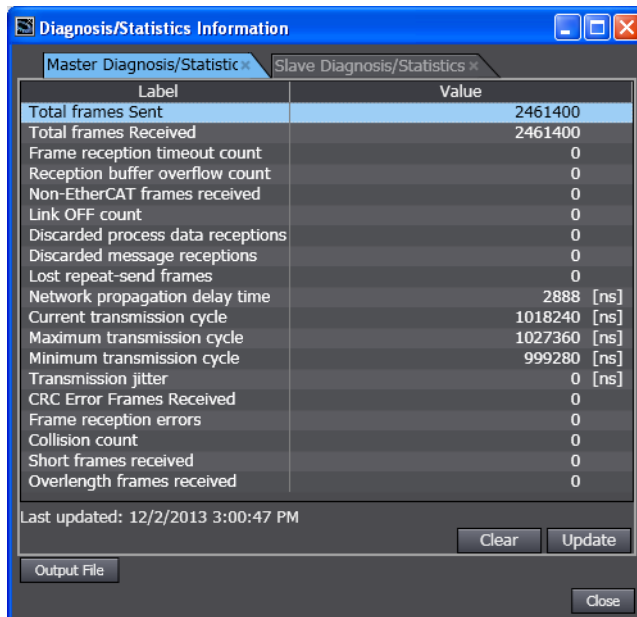 Diagnosis/Statistics Information
Master Diagnosis/Statistic × Slave Diagnosis/Statistics ×
Label Value
Total frames Sent 2461400
Total frames Received 2461400
Frame reception timeout count 0
Reception buffer overflow count 0
Non-EtherCAT frames received 0
Link OFF count 0
Discarded process data receptions 0
Discarded message receptions 0
Lost repeat-send frames 0
Network propagation delay time 2888 [ns]
Current transmission cycle 1018240 [ns]
Maximum transmission cycle 1027360 [ns]
Minimum transmission cycle 999280 [ns]
Transmission jitter 0 [ns]
CRC Error Frames Received 0
Frame reception errors 0
Collision count 0
Short frames received 0
Overlength frames received 0
Last updated: 12/2/2013 3:00:47 PM
Clear Update
Output File
Close